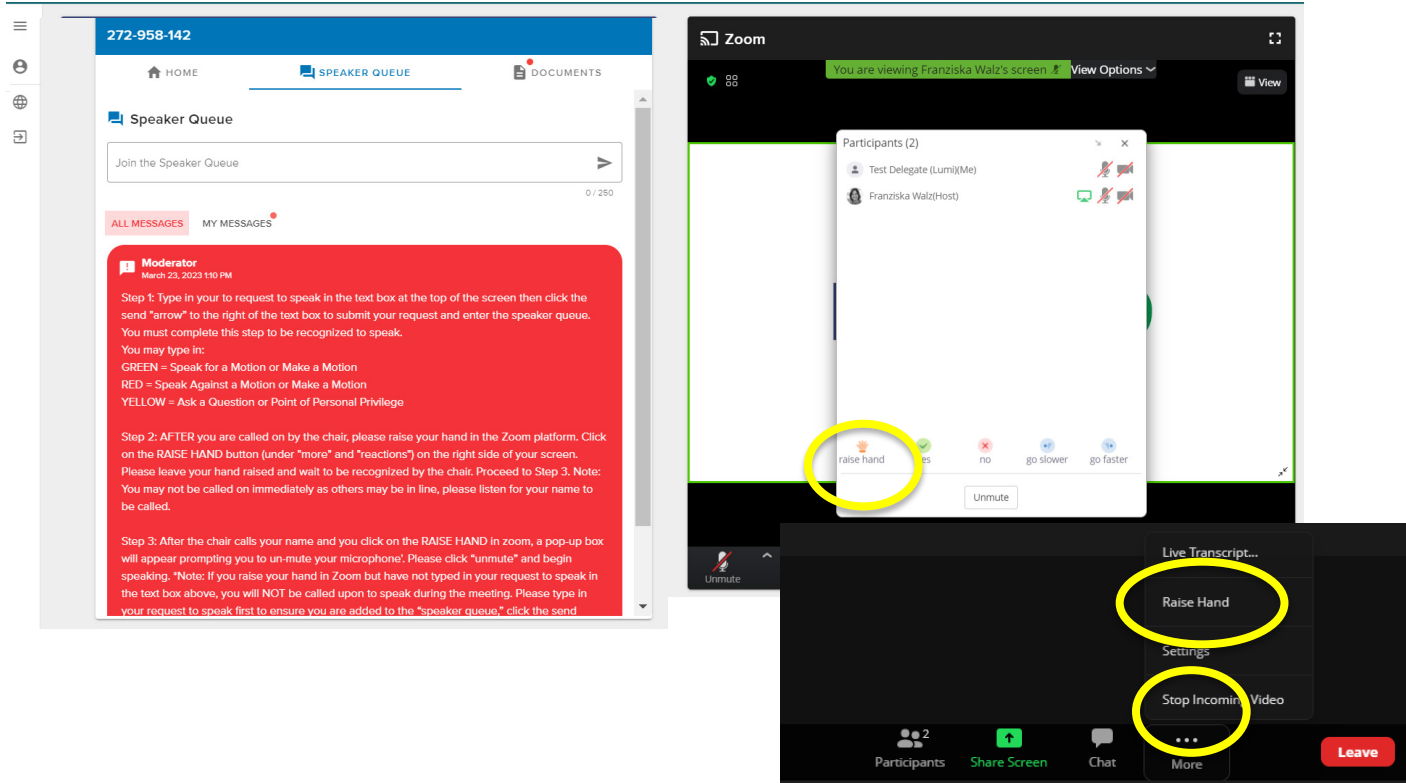 272-958-142
HOME
SPEAKER QUEUE
DOCUMENTS
Speaker Queue
Join the Speaker Queue
0 / 250
ALL MESSAGES
MY MESSAGES
Moderator
March 23, 2023 1:10 PM
Step 1: Type in your to request to speak in the text box at the top of the screen then click the
send "arrow" to the right of the text box to submit your request and enter the speaker queue.
You must complete this step to be recognized to speak.
You may type in:
GREEN = Speak for a Motion or Make a Motion
RED = Speak Against a Motion or Make a Motion
YELLOW = Ask a Question or Point of Personal Privilege
Step 2: AFTER you are called on by the chair, please raise your hand in the Zoom platform. Click
on the RAISE HAND button (under "more" and "reactions") on the right side of your screen.
Please leave your hand raised and wait to be recognized by the chair. Proceed to Step 3. Note:
You may not be called on immediately as others may be in line, please listen for your name to
be called.
Step 3: After the chair calls your name and you click on the RAISE HAND in zoom, a pop-up box
will appear prompting you to un-mute your microphone'. Please click "unmute" and begin
speaking. *Note: If you raise your hand in Zoom but have not typed in your request to speak in
the text box above, you will NOT be called upon to speak during the meeting. Please type in
your request to speak first to ensure you are added to the "speaker queue," click the send
Zoom
You are viewing Franziska Walz's screen
View Options
View
Participants (2)
Test Delegate (Lumi)(Me)
Franziska Walz(Host)
raise hand
yes
no
go slower
go faster
Unmute
Unmute
Live Transcript...
Raise Hand
Settings
Stop Incoming Video
2
Participants
Share Screen
Chat
More
Leave